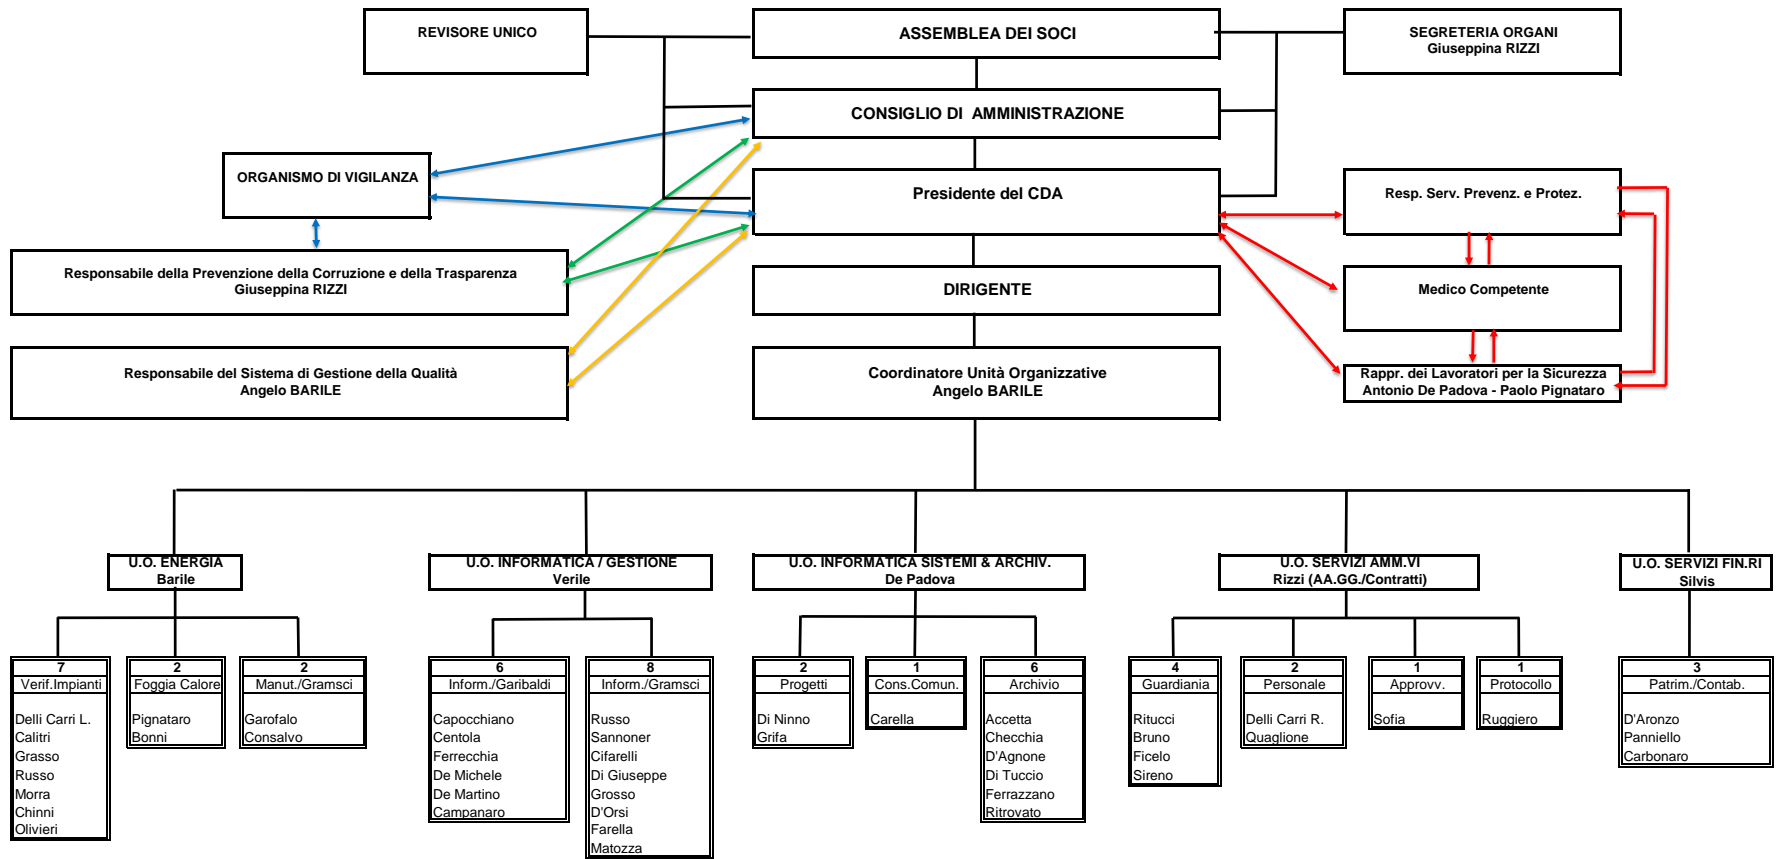 REVISORE UNICO
ASSEMBLEA DEI SOCI
SEGRETERIA ORGANI
Giuseppina RIZZI
CONSIGLIO DI AMMINISTRAZIONE
ORGANISMO DI VIGILANZA
Presidente del CDA
Resp. Serv. Prevenz. e Protez.
Responsabile della Prevenzione della Corruzione e della Trasparenza
Giuseppina RIZZI
DIRIGENTE
Medico Competente
Responsabile del Sistema di Gestione della Qualità
Angelo BARILE
Coordinatore Unità Organizzative
Angelo BARILE
Rappr. dei Lavoratori per la Sicurezza
Antonio De Padova - Paolo Pignataro
U.O. ENERGIA
Barile
U.O. INFORMATICA / GESTIONE
Verile
U.O. INFORMATICA SISTEMI & ARCHIV.
De Padova
U.O. SERVIZI AMM.VI
Rizzi (AA.GG./Contratti)
U.O. SERVIZI FIN.RI
Silvis
7
Verif.Impianti
Delli Carri L.
Calitri
Grasso
Russo
Morra
Chinni
Olivieri
2
Foggia Calore
Pignataro
Bonni
2
Manut./Gramsci
Garofalo
Consalvo
6
Inform./Garibaldi
Capocchiano
Centola
Ferrecchia
De Michele
De Martino
Campanaro
8
Inform./Gramsci
Russo
Sannoner
Cifarelli
Di Giuseppe
Grosso
D'Orsi
Farella
Matozza
2
Progetti
Di Ninno
Grifa
1
Cons.Comun.
Carella
6
Archivio
Accetta
Checchia
D'Agnone
Di Tuccio
Ferrazzano
Ritrovato
4
Guardiania
Ritucci
Bruno
Ficelo
Sireno
2
Personale
Delli Carri R.
Quaglione
1
Approvv.
Sofia
1
Protocollo
Ruggiero
3
Patrim./Contab.
D'Aronzo
Panniello
Carbonaro